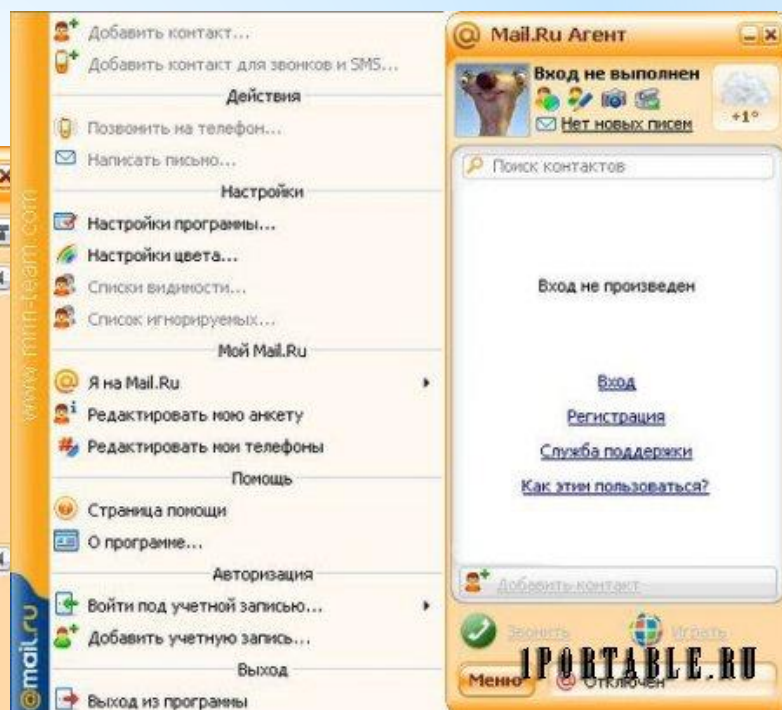 Добавить контакт...
Добавить контакт для звонков и SMS...
Действия
Позвонить на телефон...
Написать письмо...
Настройки
Настройки программы...
Настройки цвета...
Списки видимости...
Список игнорируемых...
Мой Mail.Ru
Я на Mail.Ru
Редактировать мою анкету
Редактировать мои телефоны
Помощь
Страница помощи
О программе...
Авторизация
Войти под учетной записью...
Добавить учетную запись...
Выход
Выход из программы
www.mnn-team.com
@mail.ru
Mail.Ru Агент
Вход не выполнен
Нет новых писем
+1°
Поиск контактов
Вход не произведен
Вход
Регистрация
Служба поддержки
Как этим пользоваться?
Добавить контакт
Звонить
Играть
Меню
Отключен
1PORTABLE.RU